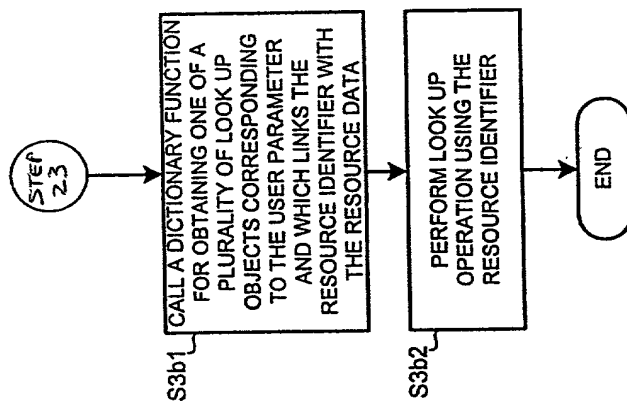 STEP
23
S3b1
CALL A DICTIONARY FUNCTION
FOR OBTAINING ONE OF A
PLURALITY OF LOOK UP
OBJECTS CORRESPONDING
TO THE USER PARAMETER
AND WHICH LINKS THE
RESOURCE IDENTIFIER WITH
THE RESOURCE DATA
S3b2
PERFORM LOOK UP
OPERATION USING THE
RESOURCE IDENTIFIER
END